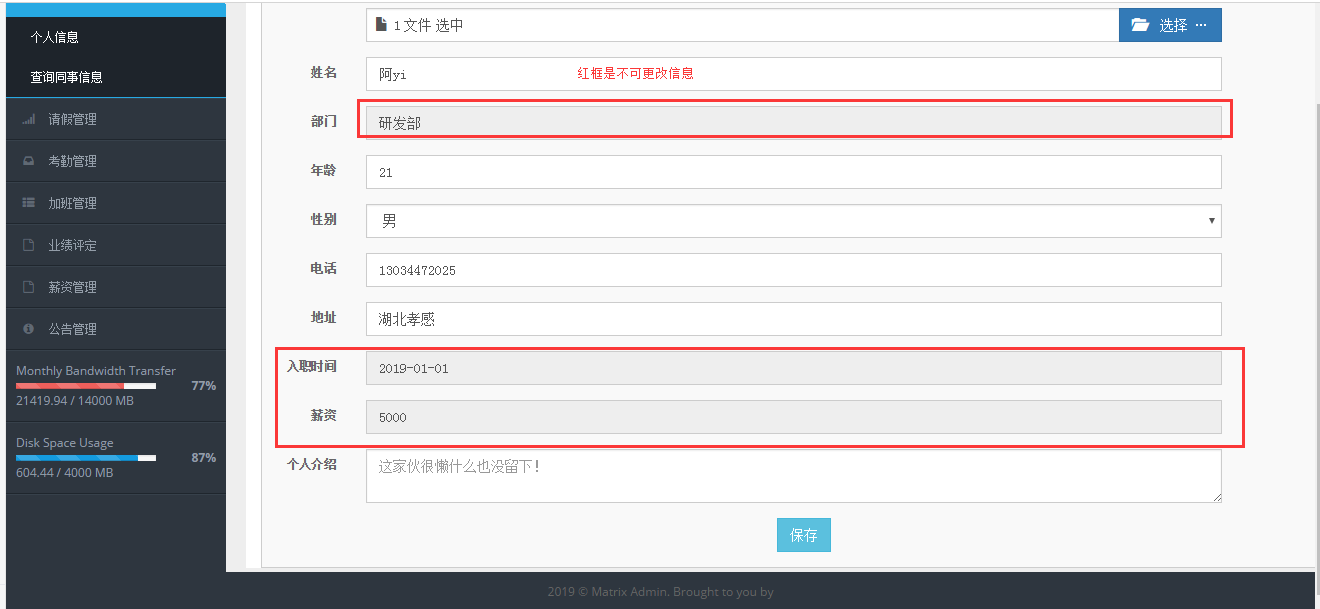 个人信息
查询同事信息
请假管理
考勤管理
加班管理
业绩评定
薪资管理
公告管理
Monthly Bandwidth Transfer
77%
21419.94 / 14000 MB
Disk Space Usage
87%
604.44 / 4000 MB
1 文件 选中
选择 ...
姓名 阿yi 红框是不可更改信息
部门 研发部
年龄 21
性别 男
电话 13034472025
地址 湖北孝感
入职时间 2019-01-01
薪资 5000
个人介绍 这家伙很懒什么也没留下!
保存
2019 © Matrix Admin. Brought to you by